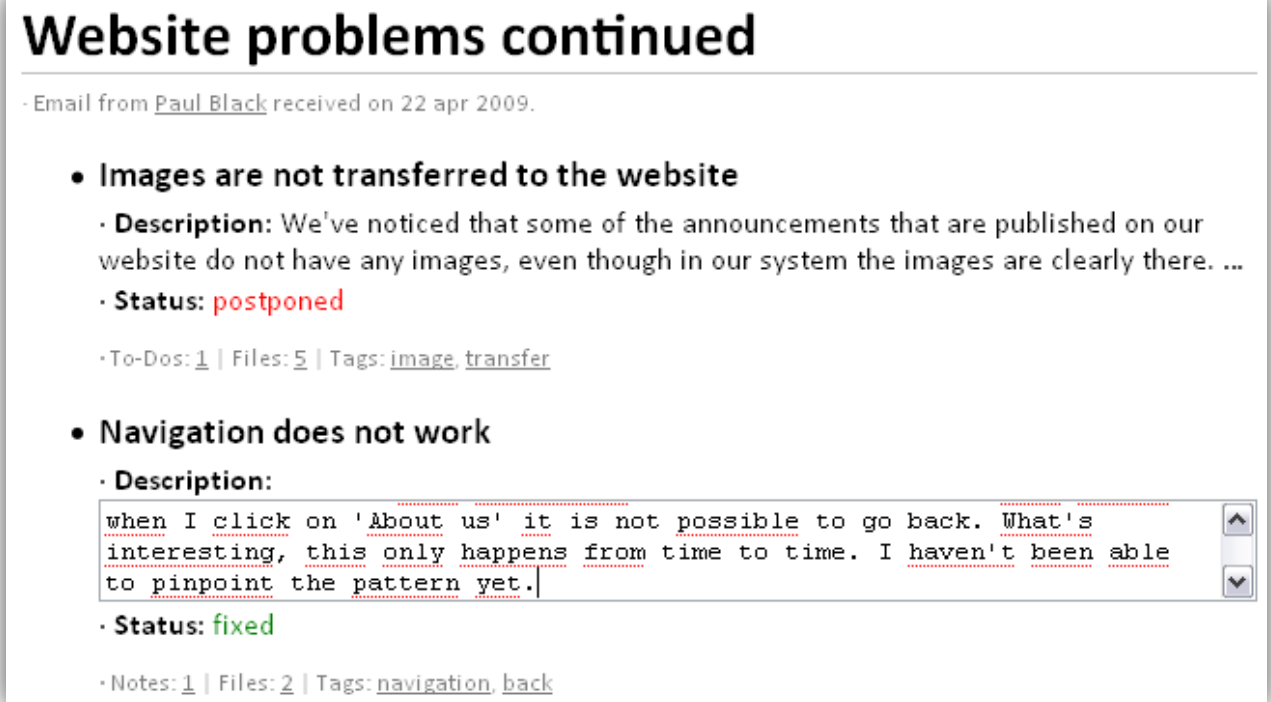 Website problems continued
· Email from Paul Black received on 22 apr 2009.
• Images are not transferred to the website
· Description: We've noticed that some of the announcements that are published on our
website do not have any images, even though in our system the images are clearly there. ...
· Status: postponed
· To-Dos: 1 | Files: 5 | Tags: image, transfer
• Navigation does not work
· Description:
when I click on 'About us' it is not possible to go back. What's
interesting, this only happens from time to time. I haven't been able
to pinpoint the pattern yet.
· Status: fixed
· Notes: 1 | Files: 2 | Tags: navigation, back